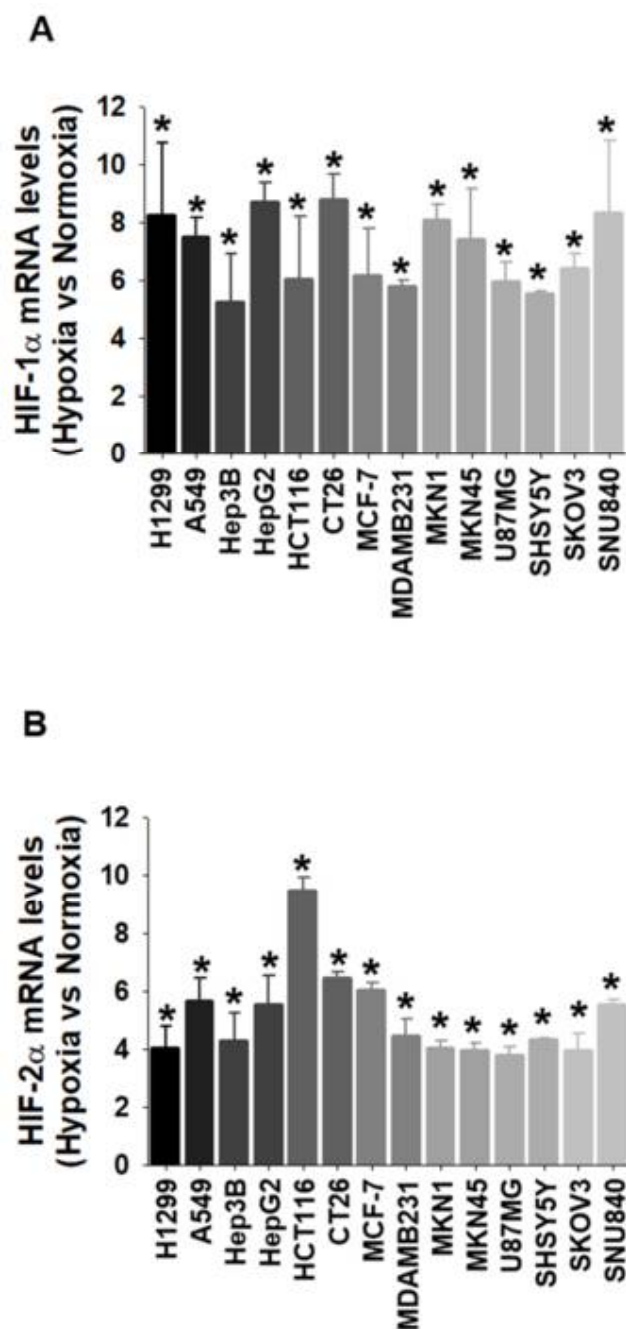 A
HIF-1α mRNA levels
(Hypoxia vs Normoxia)
12
10
8
6
4
2
0
* * * * * * * * * * * * * *
H1299
A549
Hep3B
HepG2
HCT116
CT26
MCF-7
MDAMB231
MKN1
MKN45
U87MG
SHSY5Y
SKOV3
SNU840
B
HIF-2α mRNA levels
(Hypoxia vs Normoxia)
12
10
8
6
4
2
0
* * * * * * * * * * * * * *
H1299
A549
Hep3B
HepG2
HCT116
CT26
MCF-7
MDAMB231
MKN1
MKN45
U87MG
SHSY5Y
SKOV3
SNU840